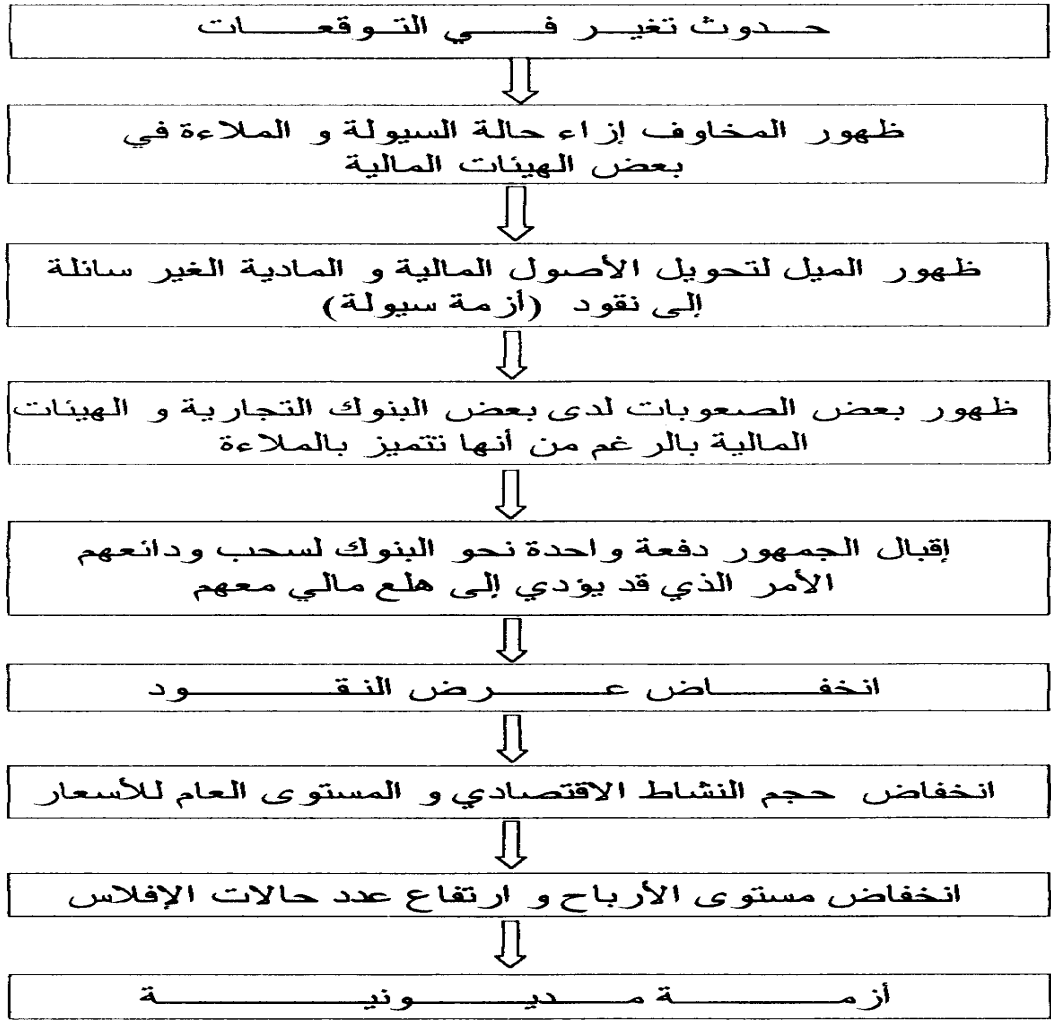 حدوث تغير في التوقعات
ظهور المخاوف إزاء حالة السيولة و الملاءة في
بعض الهيئات المالية
ظهور الميل لتحويل الأصول المالية و المادية الغير سائلة
إلى نقود (أزمة سيولة)
ظهور بعض الصعوبات لدى بعض البنوك التجارية و الهيئات
المالية بالرغم من أنها تتميز بالملاءة
إقبال الجمهور دفعة واحدة نحو البنوك لسحب ودائعهم
الأمر الذي قد يؤدي إلى هلع مالي معهم
انخفاض عرض النقود
انخفاض حجم النشاط الاقتصادي و المستوى العام للأسعار
انخفاض مستوى الأرباح و ارتفاع عدد حالات الإفلاس
أزمة مديونية